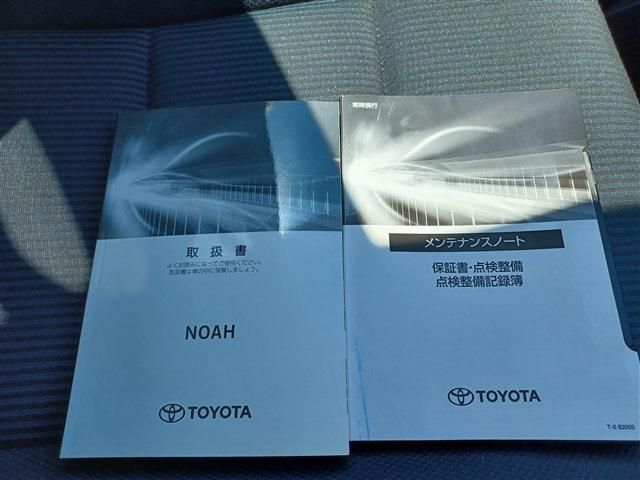 取扱書
よくお読みになってご使用ください。
取扱書は車の中に保管しましょう。
NOAH
TOYOTA
常時携行
メンテナンスノート
保証書・点検整備
点検整備記録簿
TOYOTA
T-0 62005